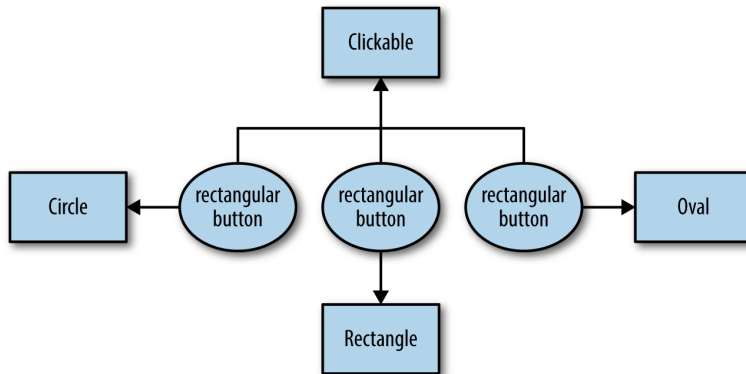 Clickable
Circle
rectangular
button
rectangular
button
rectangular
button
Oval
Rectangle